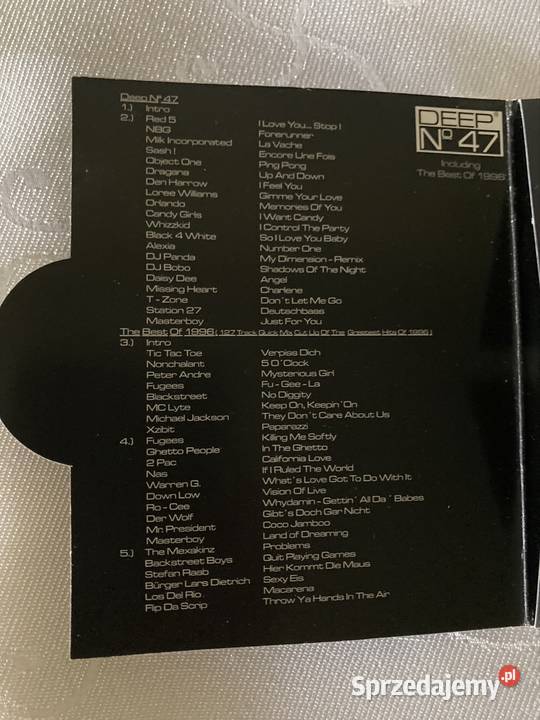 Deep Nº 47
1.) Intro
2.) Red 5 I Love You... Stop !
NBG Forerunner
Milk Incorporated La Vache
Sash ! Encore Une Fois
Object One Ping Pong
Dragana Up And Down
Den Harrow I Feel You
Loree Williams Gimme Your Love
Orlando Memories Of You
Candy Girls I Want Candy
Whizzkid I Control The Party
Black 4 White So I Love You Baby
Alexia Number One
DJ Panda My Dimension - Remix
DJ Bobo Shadows Of The Night
Daisy Dee Angel
Missing Heart Charlene
T - Zone Don´t Let Me Go
Station 27 Deutschbass
Masterboy Just For You
The Best Of 1996 ( 127 Track Quick Mix Cut Up Of The Greatest Hits Of 1996 )
3.) Intro
Tic Tac Toe Verpiss Dich
Nonchalant 5 O´Clock
Peter Andre Mysterious Girl
Fugees Fu - Gee - La
Blackstreet No Diggity
MC Lyte Keep On, Keepin´On
Michael Jackson They Don´t Care About Us
Xzibit Paparazzi
4.) Fugees Killing Me Softly
Ghetto People In The Ghetto
2 Pac California Love
Nas If I Ruled The World
Warren G. What´s Love Got To Do With It
Down Low Vision Of Live
Ro - Cee Whydamin - Gettin´ All Da ´ Babes
Der Wolf Gibt´s Doch Gar Nicht
Mr. President Coco Jamboo
Masterboy Land of Dreaming
5.) The Mexakinz Problems
Backstreet Boys Quit Playing Games
Stefan Raab Hier Kommt Die Maus
Bürger Lars Dietrich Sexy Eis
Los Del Rio Macarena
Rip Da Scrip Throw Ya Hands In The Air
DEEP
Nº 47
Including
The Best Of 1996
Sprzedajemy.pl